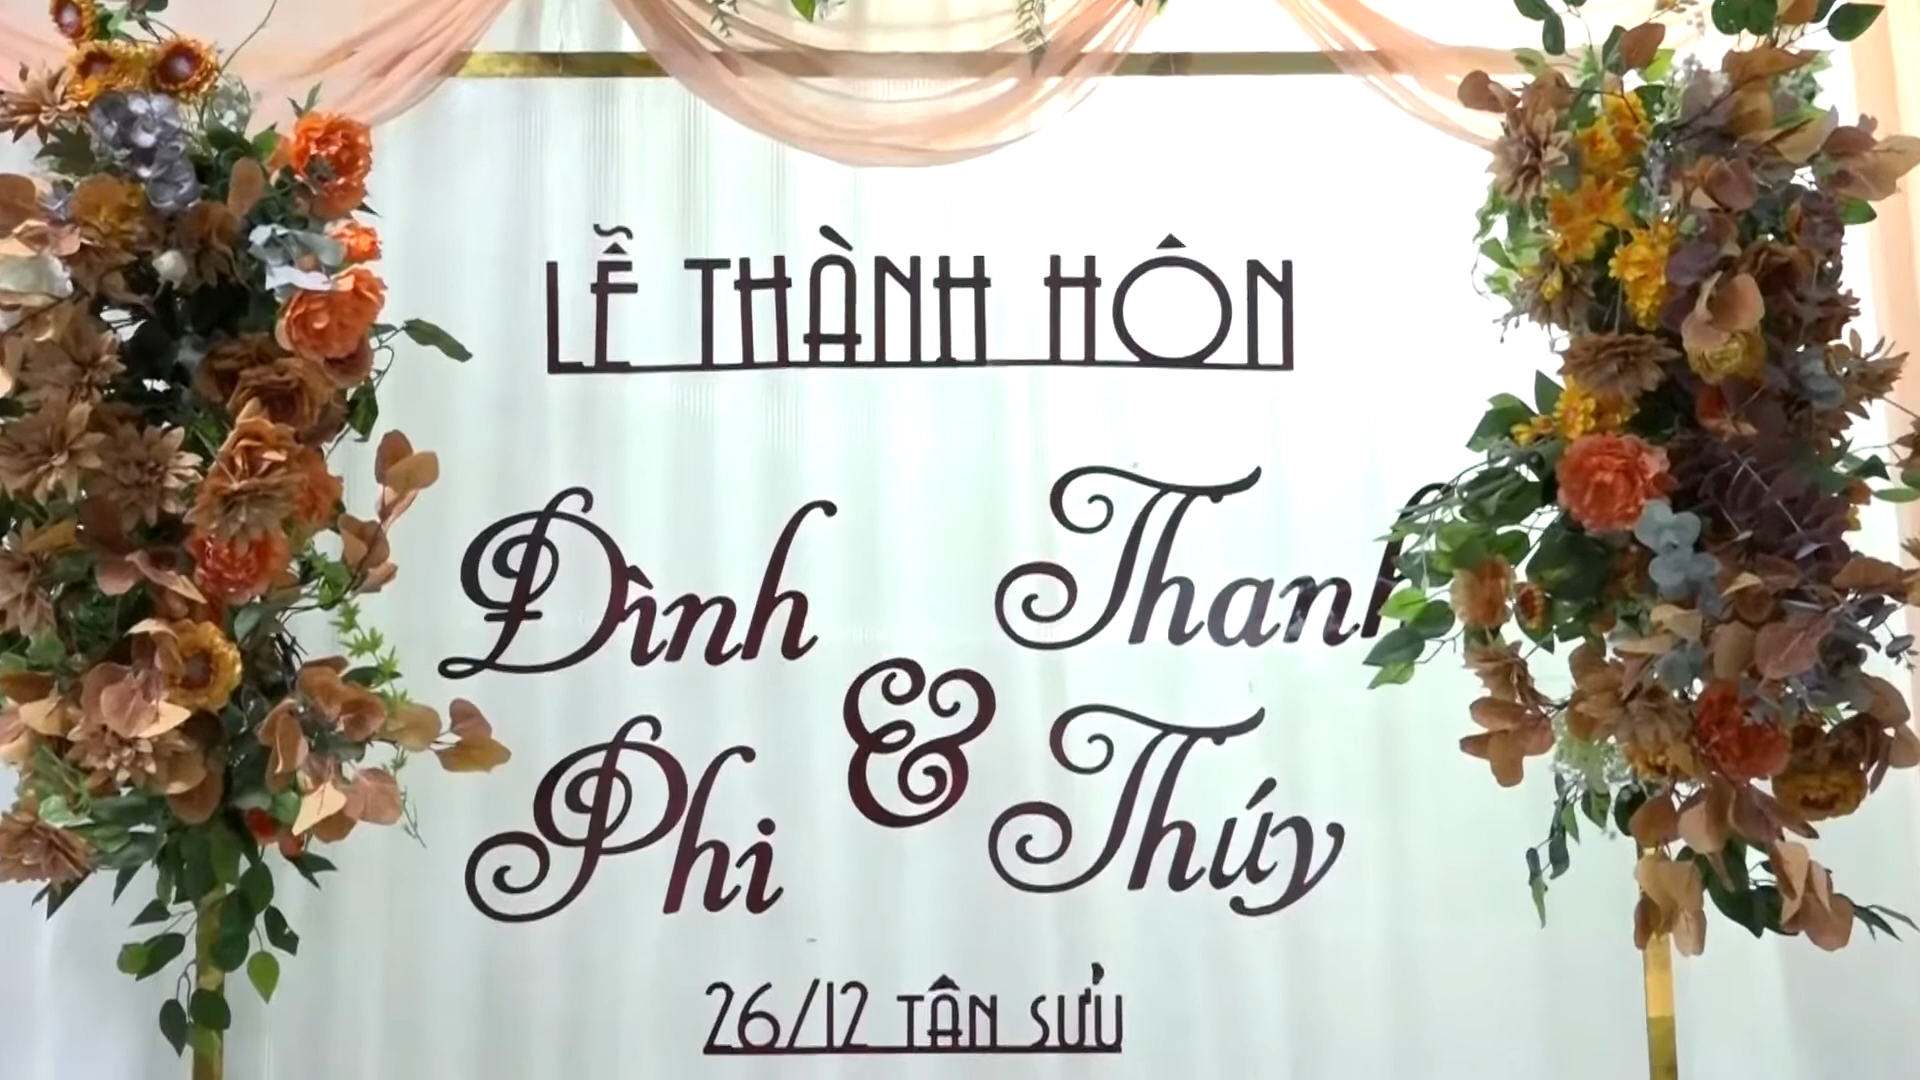 LỄ THÀNH HÔN
Đình Thanh
&
Phi Thúy
26/12 TÂN SỬU